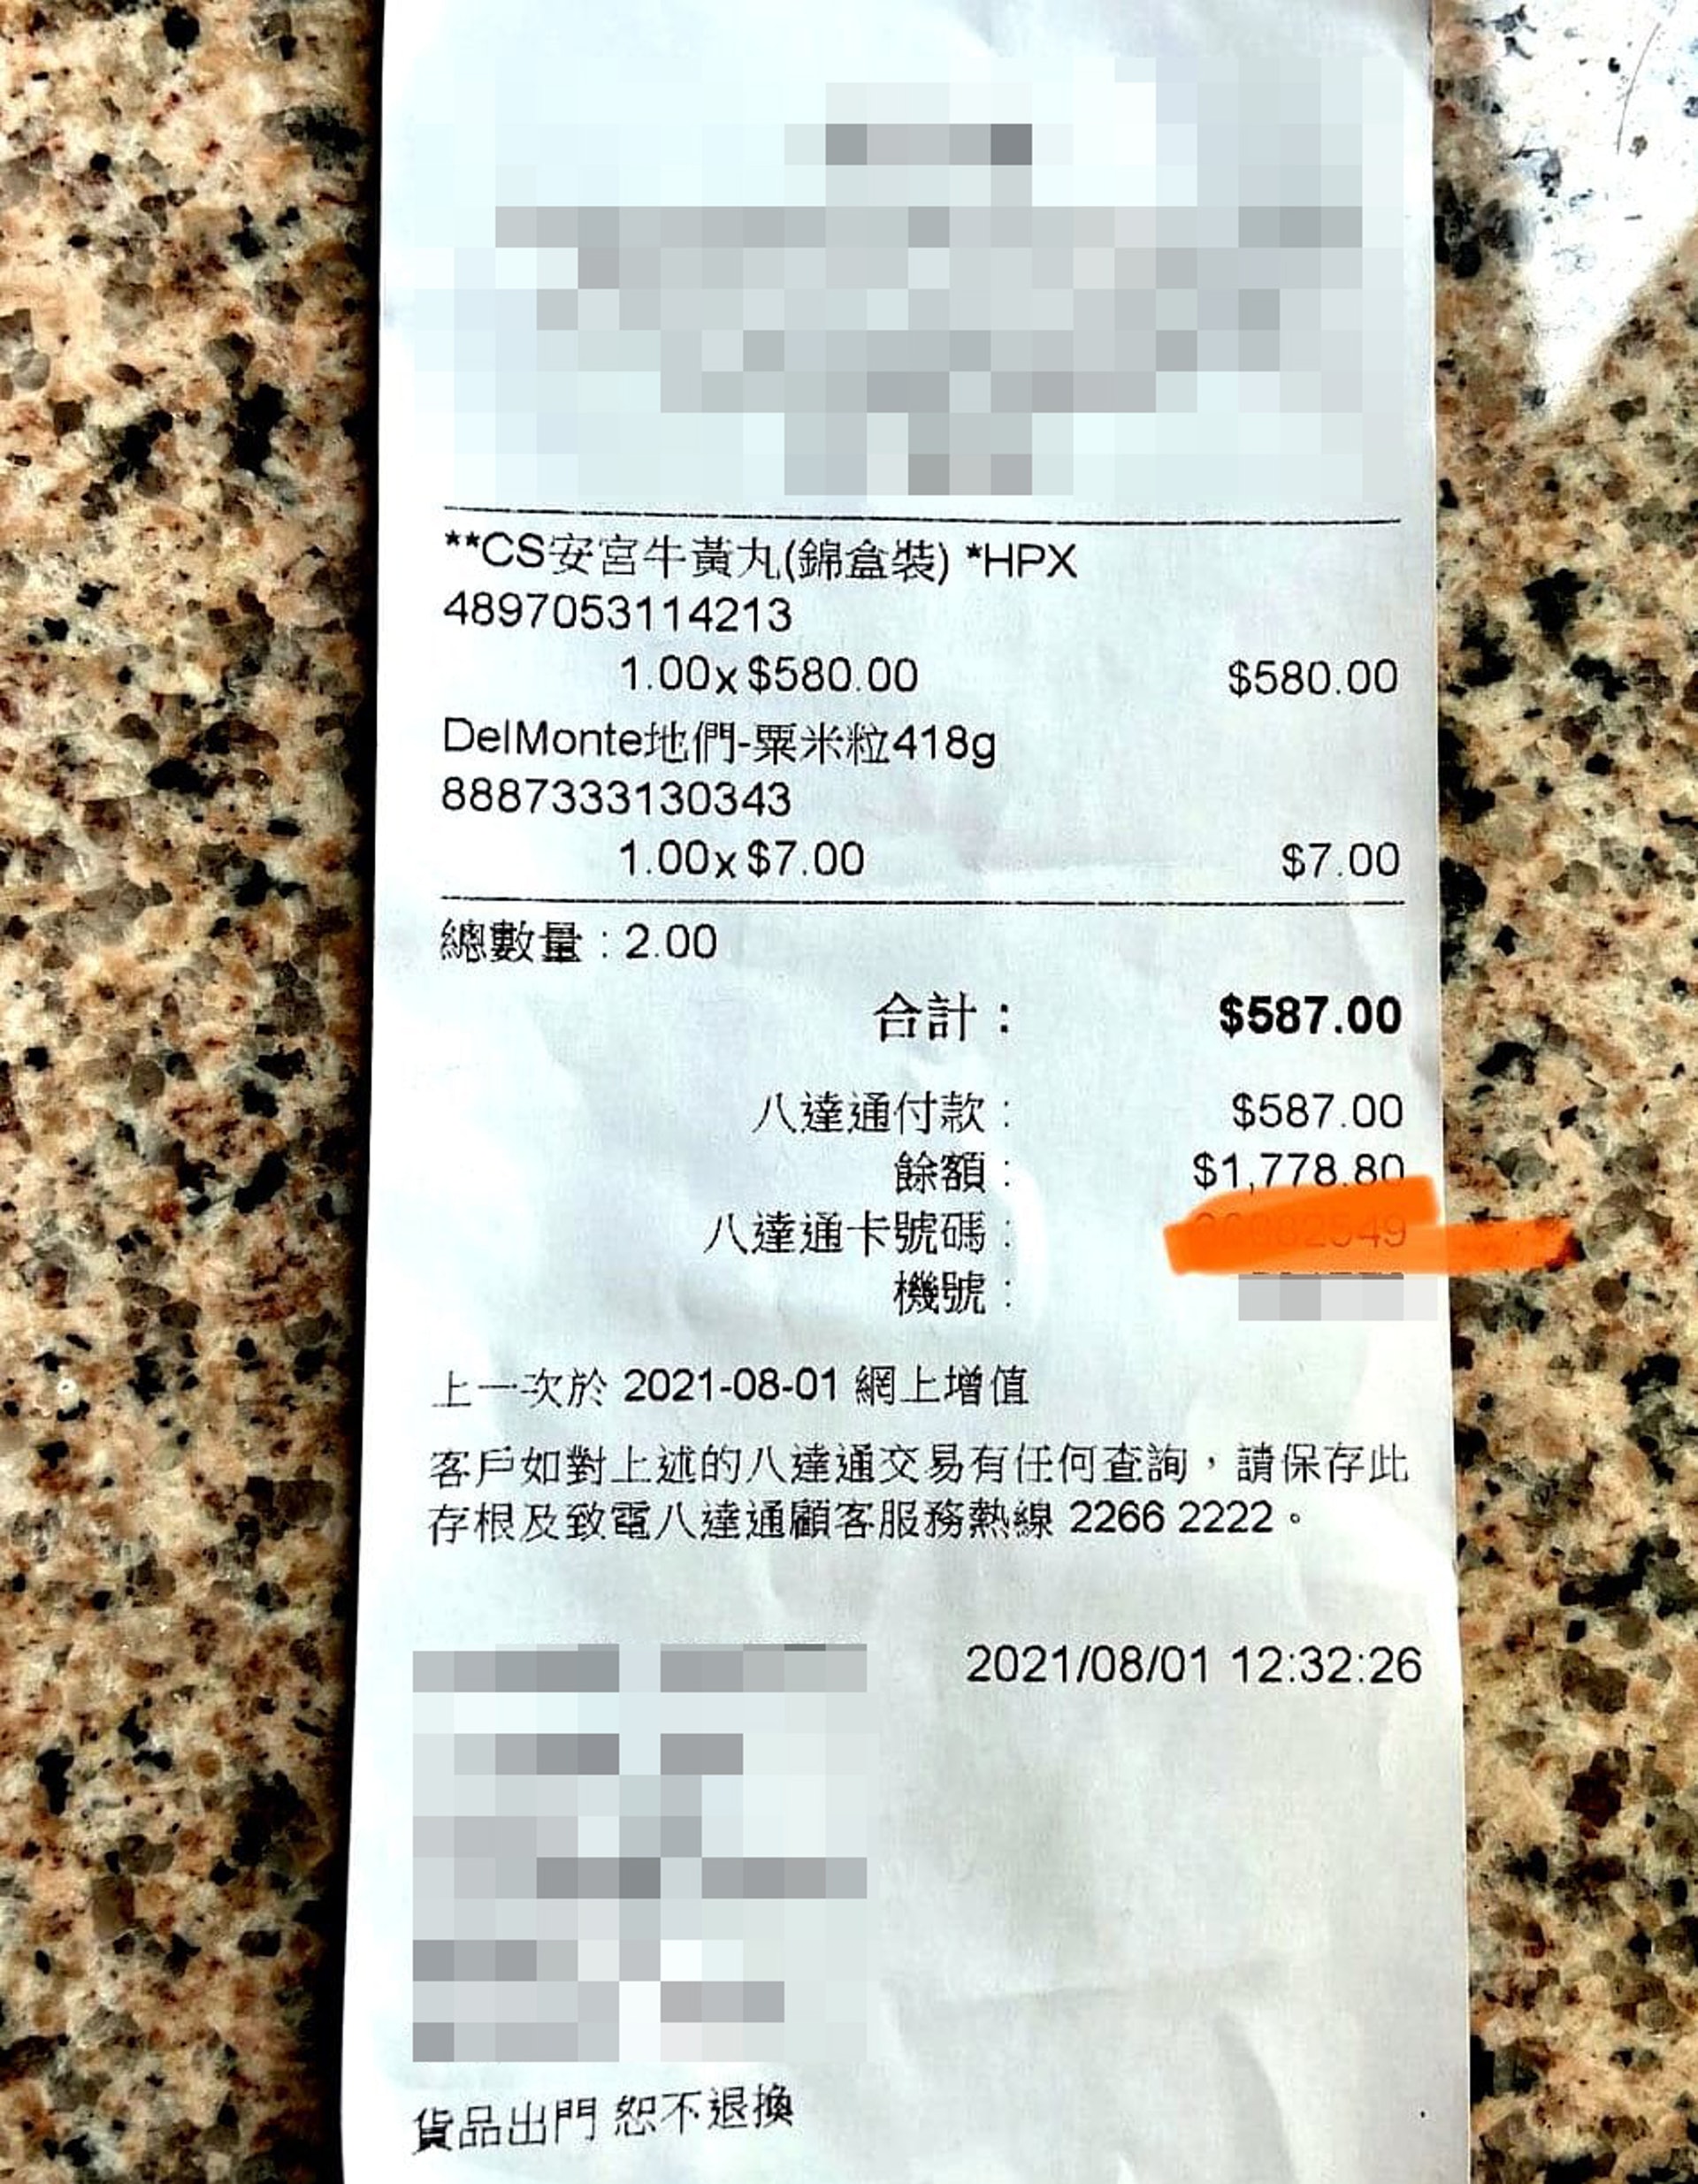 **CS安宮牛黃丸(錦盒裝) *HPX
4897053114213
1.00x $580.00 $580.00
DelMonte地們-粟米粒418g
8887333130343
1.00x $7.00 $7.00
總數量 : 2.00
合計 : $587.00
八達通付款 : $587.00
餘額 : $1,778.80
八達通卡號碼 :
機號 :
上一次於 2021-08-01 網上增值
客戶如對上述的八達通交易有任何查詢，請保存此
存根及致電八達通顧客服務熱線 2266 2222。
2021/08/01 12:32:26
貨品出門 恕不退換